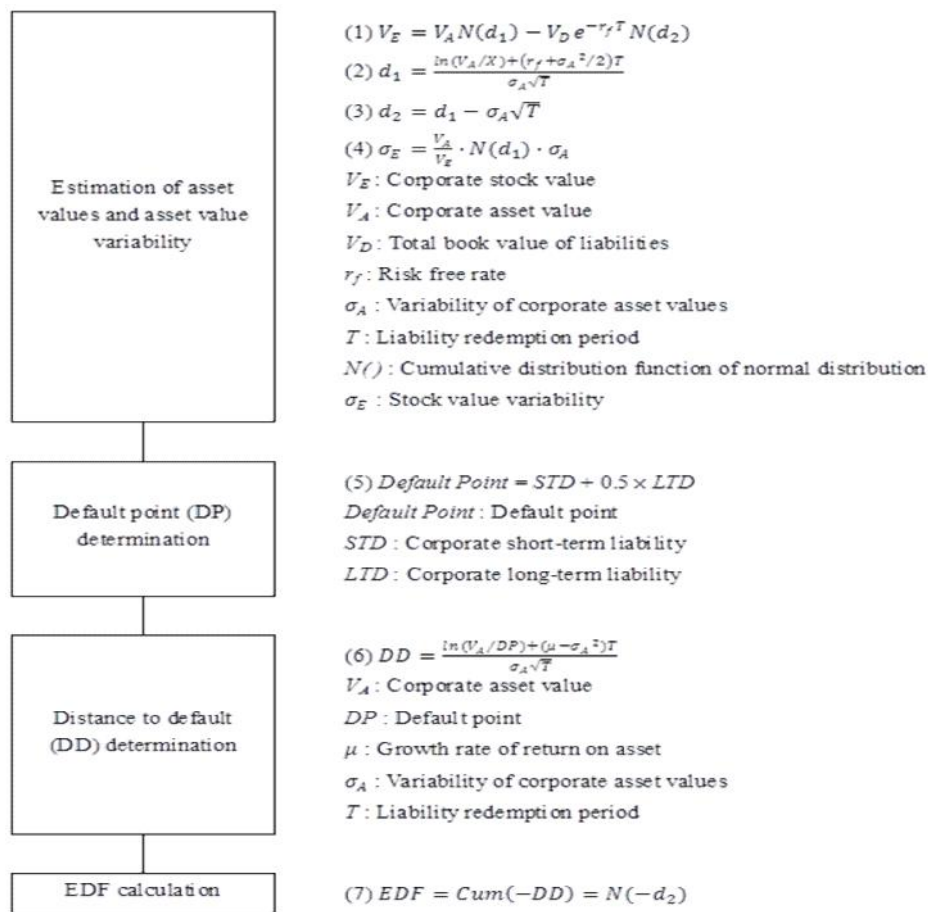 Estimation of asset
values and asset value
variability
(1) V_E = V_A N(d_1) − V_D e^{−r_f T} N(d_2)
(2) d_1 = \frac{ln(V_A/X)+(r_f+σ_A²/2)T}{σ_A√T}
(3) d_2 = d_1 − σ_A√T
(4) σ_E = \frac{V_A}{V_E} · N(d_1) · σ_A
V_E : Corporate stock value
V_A : Corporate asset value
V_D : Total book value of liabilities
r_f : Risk free rate
σ_A : Variability of corporate asset values
T : Liability redemption period
N() : Cumulative distribution function of normal distribution
σ_E : Stock value variability
Default point (DP)
determination
(5) Default Point = STD + 0.5 × LTD
Default Point : Default point
STD : Corporate short-term liability
LTD : Corporate long-term liability
Distance to default
(DD) determination
(6) DD = \frac{ln(V_A/DP)+(μ−σ_A²)T}{σ_A√T}
V_A : Corporate asset value
DP : Default point
μ : Growth rate of return on asset
σ_A : Variability of corporate asset values
T : Liability redemption period
EDF calculation
(7) EDF = Cum(−DD) = N(−d_2)